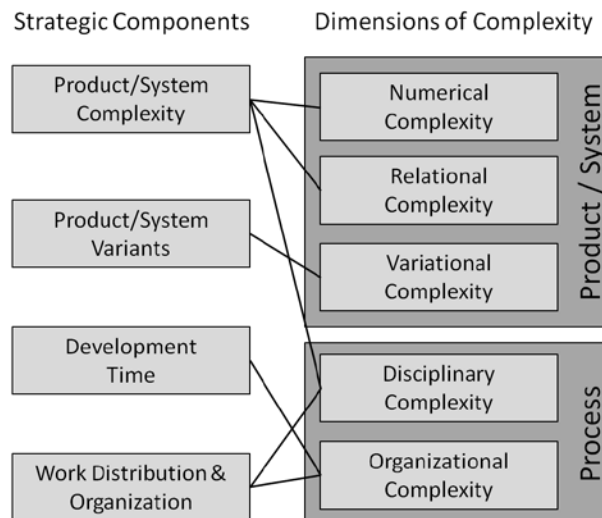 Strategic Components
Dimensions of Complexity
Product/System
Complexity
Product/System
Variants
Development
Time
Work Distribution &
Organization
Numerical
Complexity
Relational
Complexity
Variational
Complexity
Product / System
Disciplinary
Complexity
Organizational
Complexity
Process